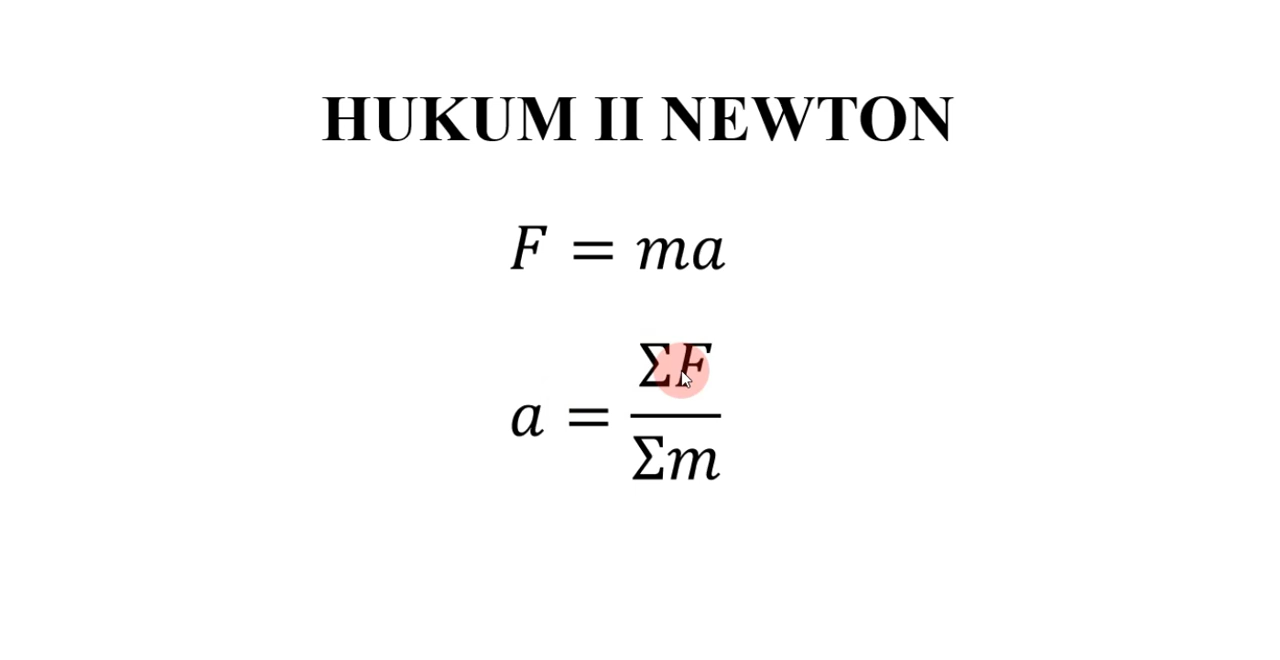 HUKUM II NEWTON
F = ma
a = ΣF / Σm